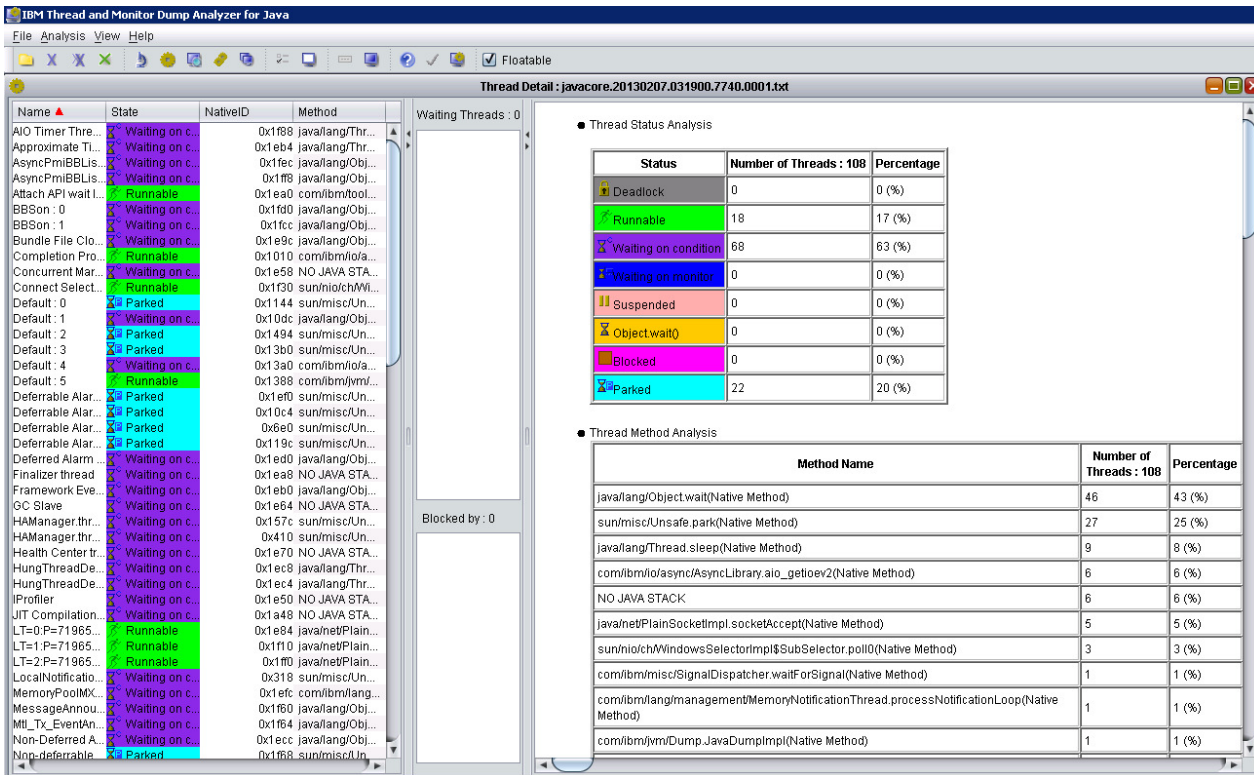 IBM Thread and Monitor Dump Analyzer for Java
File Analysis View Help
Floatable
Thread Detail : javacore.20130207.031900.7740.0001.txt
Name State NativeID Method
AIO Timer Thre... Waiting on c... 0x1f88 java/lang/Thr...
Approximate Ti... Waiting on c... 0x1eb4 java/lang/Thr...
AsyncPmiBBLis... Waiting on c... 0x1fec java/lang/Obj...
AsyncPmiBBLis... Waiting on c... 0x1ff8 java/lang/Obj...
Attach API wait l... Runnable 0x1ea0 com/ibm/tool...
BBSon : 0 Waiting on c... 0x1fd0 java/lang/Obj...
BBSon : 1 Waiting on c... 0x1fcc java/lang/Obj...
Bundle File Clo... Waiting on c... 0x1e9c java/lang/Obj...
Completion Pro... Runnable 0x1010 com/ibm/io/a...
Concurrent Mar... Waiting on c... 0x1e58 NO JAVA STA...
Connect Select... Runnable 0x1f30 sun/nio/ch/Wi...
Default : 0 Parked 0x1144 sun/misc/Un...
Default : 1 Waiting on c... 0x10dc java/lang/Obj...
Default : 2 Parked 0x1494 sun/misc/Un...
Default : 3 Parked 0x13b0 sun/misc/Un...
Default : 4 Waiting on c... 0x13a0 com/ibm/io/a...
Default : 5 Runnable 0x1388 com/ibm/jvm/...
Deferrable Alar... Parked 0x1ef0 sun/misc/Un...
Deferrable Alar... Parked 0x10c4 sun/misc/Un...
Deferrable Alar... Parked 0x6e0 sun/misc/Un...
Deferrable Alar... Parked 0x119c sun/misc/Un...
Deferred Alarm ... Waiting on c... 0x1ed0 java/lang/Obj...
Finalizer thread Waiting on c... 0x1ea8 NO JAVA STA...
Framework Eve... Waiting on c... 0x1eb0 java/lang/Obj...
GC Slave Waiting on c... 0x1e64 NO JAVA STA...
HAManager.thr... Waiting on c... 0x157c sun/misc/Un...
HAManager.thr... Waiting on c... 0x410 sun/misc/Un...
Health Center tr... Waiting on c... 0x1e70 NO JAVA STA...
HungThreadDe... Waiting on c... 0x1ec8 java/lang/Thr...
HungThreadDe... Waiting on c... 0x1ec4 java/lang/Thr...
IProfiler Waiting on c... 0x1e50 NO JAVA STA...
JIT Compilation... Waiting on c... 0x1a48 NO JAVA STA...
LT=0:P=71965... Runnable 0x1e84 java/net/Plain...
LT=1:P=71965... Runnable 0x1f10 java/net/Plain...
LT=2:P=71965... Runnable 0x1ff0 java/net/Plain...
LocalNotificatio... Waiting on c... 0x318 sun/misc/Un...
MemoryPoolMX... Waiting on c... 0x1efc com/ibm/lang...
MessageAnnou... Waiting on c... 0x1f60 java/lang/Obj...
Mtl_Tx_EventAn... Waiting on c... 0x1f64 java/lang/Obj...
Non-Deferred A... Waiting on c... 0x1ecc java/lang/Obj...
Non-deferrable... Parked 0x1f68 sun/misc/Un...
Waiting Threads : 0
Blocked by : 0
Thread Status Analysis
Status Number of Threads : 108 Percentage
Deadlock 0 0 (%)
Runnable 18 17 (%)
Waiting on condition 68 63 (%)
Waiting on monitor 0 0 (%)
Suspended 0 0 (%)
Object.wait() 0 0 (%)
Blocked 0 0 (%)
Parked 22 20 (%)
Thread Method Analysis
Method Name Number of Threads : 108 Percentage
java/lang/Object.wait(Native Method) 46 43 (%)
sun/misc/Unsafe.park(Native Method) 27 25 (%)
java/lang/Thread.sleep(Native Method) 9 8 (%)
com/ibm/io/async/AsyncLibrary.aio_getioev2(Native Method) 6 6 (%)
NO JAVA STACK 6 6 (%)
java/net/PlainSocketImpl.socketAccept(Native Method) 5 5 (%)
sun/nio/ch/WindowsSelectorImpl$SubSelector.poll0(Native Method) 3 3 (%)
com/ibm/misc/SignalDispatcher.waitForSignal(Native Method) 1 1 (%)
com/ibm/lang/management/MemoryNotificationThread.processNotificationLoop(Native
Method) 1 1 (%)
com/ibm/jvm/Dump.JavaDumpImpl(Native Method) 1 1 (%)